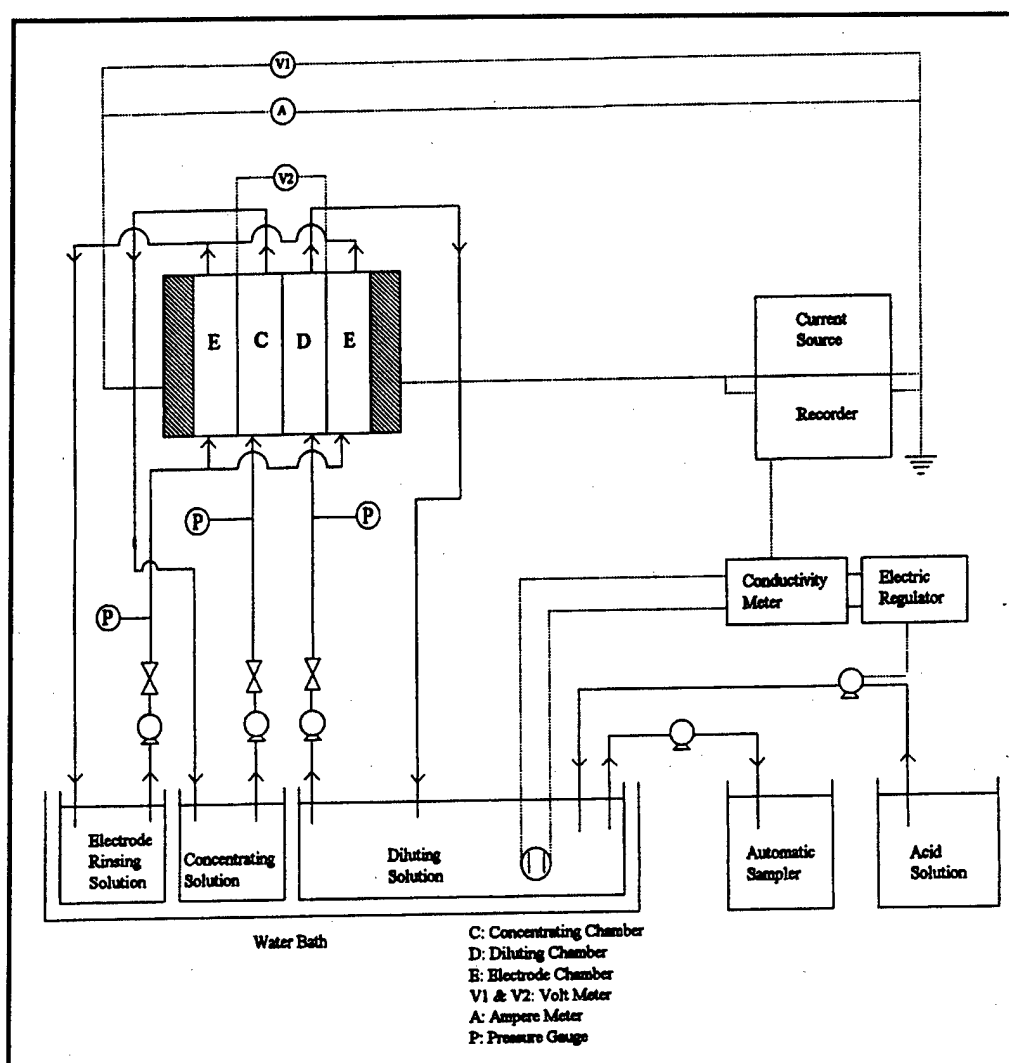 V1
A
V2
E
C
D
E
Current
Source
Recorder
P
P
P
Conductivity
Meter
Electric
Regulator
Electrode
Rinsing
Solution
Concentrating
Solution
Diluting
Solution
Automatic
Sampler
Acid
Solution
Water Bath
C: Concentrating Chamber
D: Diluting Chamber
E: Electrode Chamber
V1 & V2: Volt Meter
A: Ampere Meter
P: Pressure Gauge